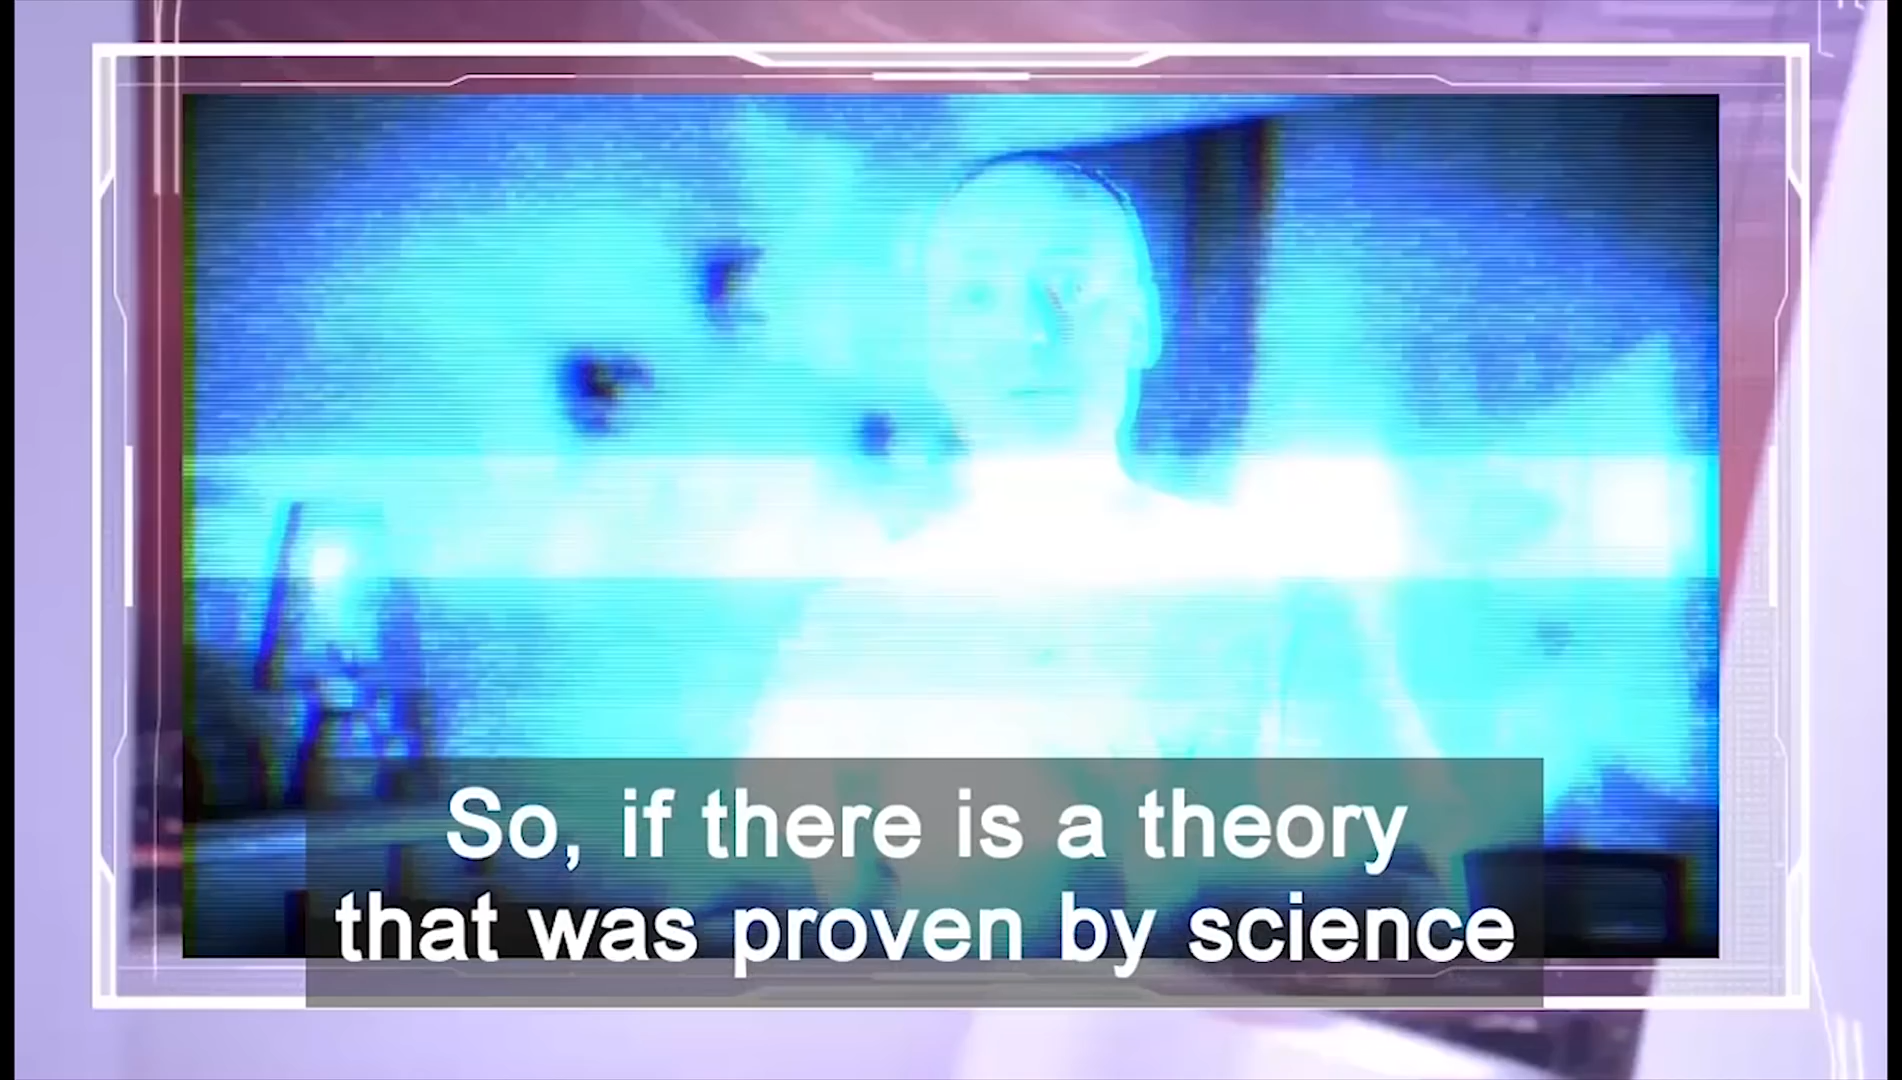 So, if there is a theory
that was proven by science